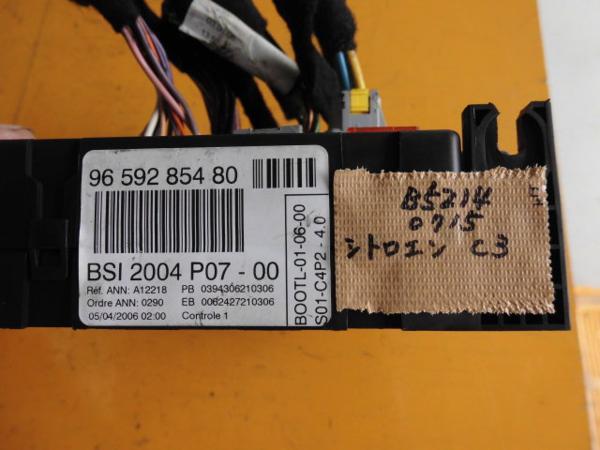 96 592 854 80
BSI 2004 P07 - 00
Réf. ANN: A12218 PB 0394306210306
Ordre ANN: 0290 EB 0062427210306
05/04/2006 02:00 Controle 1
BOOTL-01-06-00
S01-C4P2 - 4.0
B5214
0715
シトロエン C3